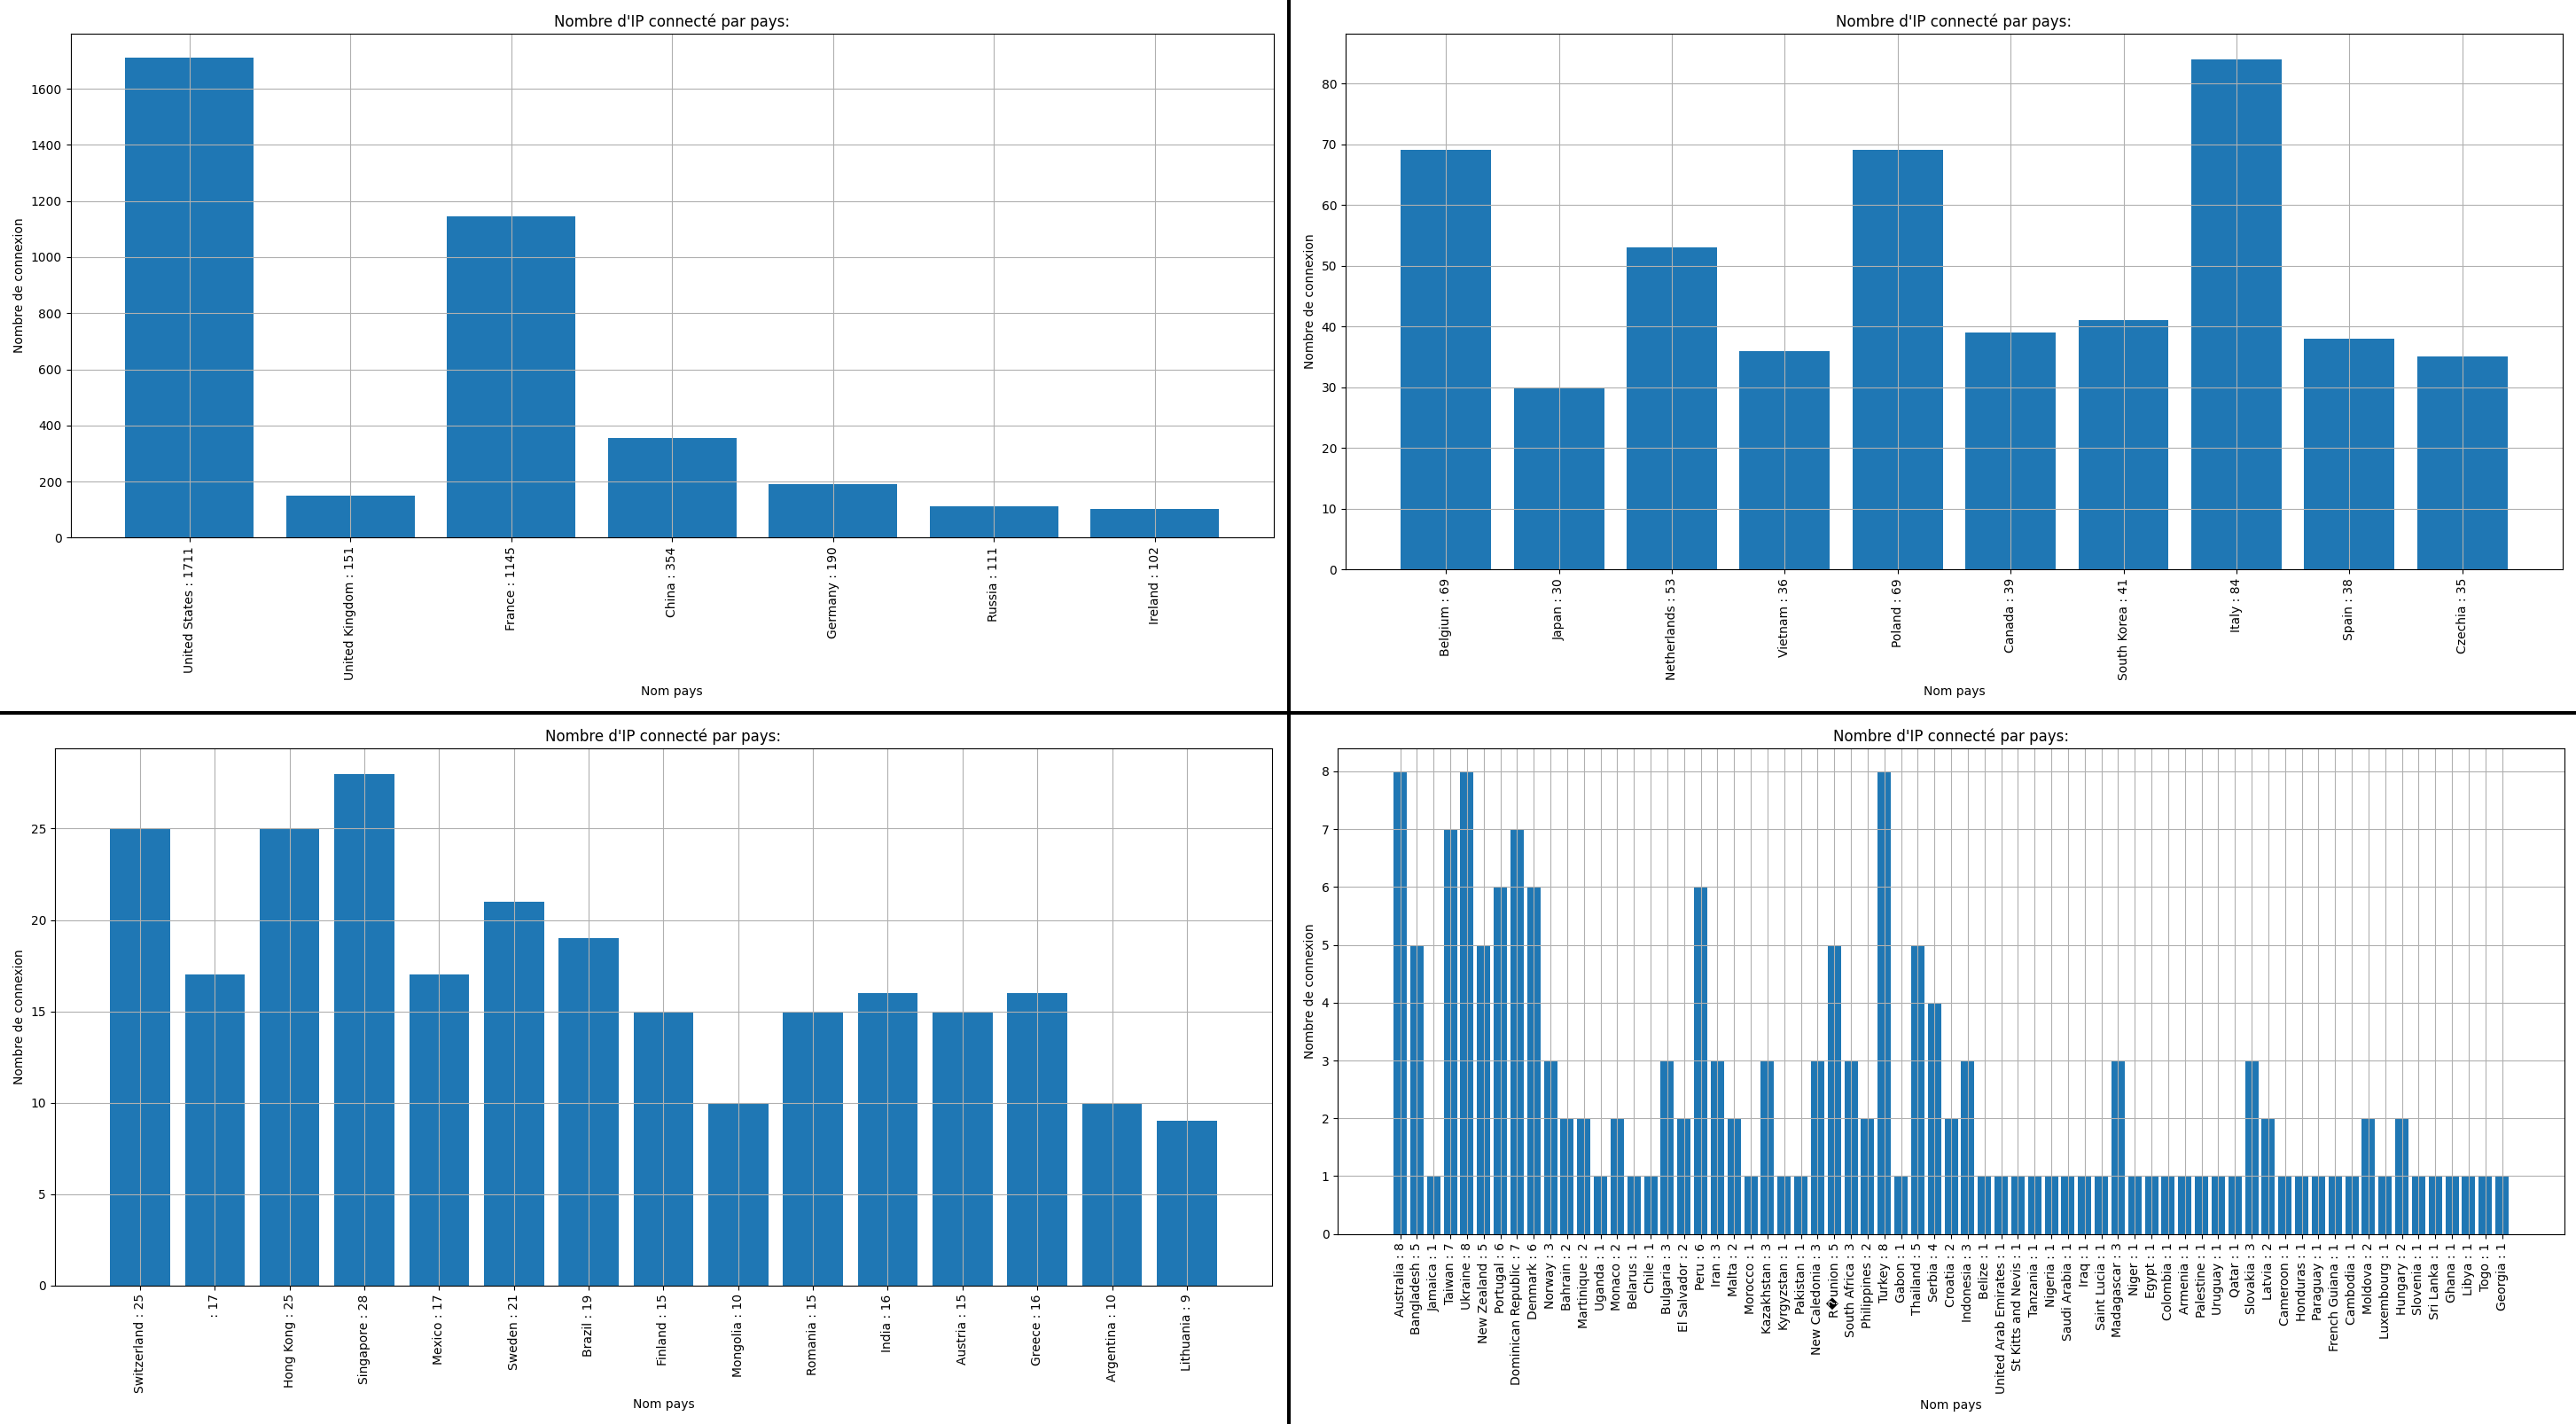 Nombre d'IP connecté par pays:
Nombre de connexion
1600
1400
1200
1000
800
600
400
200
0
United States : 1711
United Kingdom : 151
France : 1145
China : 354
Germany : 190
Russia : 111
Ireland : 102
Nom pays
Nombre d'IP connecté par pays:
Nombre de connexion
80
70
60
50
40
30
20
10
0
Belgium : 69
Japan : 30
Netherlands : 53
Vietnam : 36
Poland : 69
Canada : 39
South Korea : 41
Italy : 84
Spain : 38
Czechia : 35
Nom pays
Nombre d'IP connecté par pays:
Nombre de connexion
25
20
15
10
5
0
Switzerland : 25
: 17
Hong Kong : 25
Singapore : 28
Mexico : 17
Sweden : 21
Brazil : 19
Finland : 15
Mongolia : 10
Romania : 15
India : 16
Austria : 15
Greece : 16
Argentina : 10
Lithuania : 9
Nom pays
Nombre d'IP connecté par pays:
Nombre de connexion
8
7
6
5
4
3
2
1
0
Australia : 8
Bangladesh : 5
Jamaica : 1
Taiwan : 7
Ukraine : 8
New Zealand : 5
Portugal : 6
Dominican Republic : 7
Denmark : 6
Norway : 3
Bahrain : 2
Martinique : 2
Uganda : 1
Monaco : 2
Belarus : 1
Chile : 1
Bulgaria : 3
El Salvador : 2
Peru : 6
Iran : 3
Malta : 2
Morocco : 1
Kazakhstan : 3
Kyrgyzstan : 1
Pakistan : 1
New Caledonia : 3
R�union : 5
South Africa : 3
Philippines : 2
Turkey : 8
Gabon : 1
Thailand : 5
Serbia : 4
Croatia : 2
Indonesia : 3
Belize : 1
United Arab Emirates : 1
St Kitts and Nevis : 1
Tanzania : 1
Nigeria : 1
Saudi Arabia : 1
Iraq : 1
Saint Lucia : 1
Madagascar : 3
Niger : 1
Egypt : 1
Colombia : 1
Armenia : 1
Palestine : 1
Uruguay : 1
Qatar : 1
Slovakia : 3
Latvia : 2
Cameroon : 1
Honduras : 1
Paraguay : 1
French Guiana : 1
Cambodia : 1
Moldova : 2
Luxembourg : 1
Hungary : 2
Slovenia : 1
Sri Lanka : 1
Ghana : 1
Libya : 1
Togo : 1
Georgia : 1
Nom pays